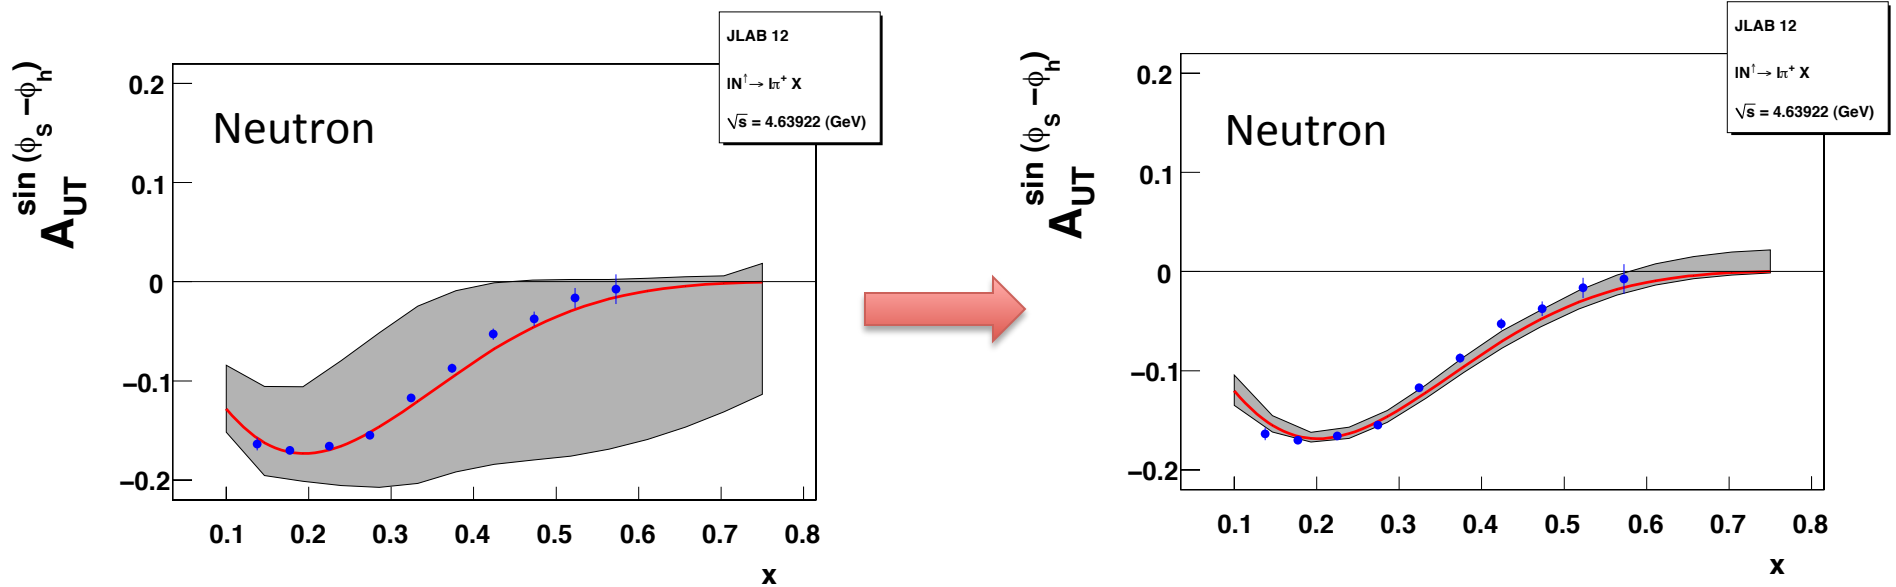 JLAB 12
lN↑→ lπ+ X
√s = 4.63922 (GeV)
Neutron
A_UT^sin (ϕ_S −ϕ_h)
0.2
0.1
0
−0.1
−0.2
0.1 0.2 0.3 0.4 0.5 0.6 0.7 0.8
x
JLAB 12
lN↑→ lπ+ X
√s = 4.63922 (GeV)
Neutron
A_UT^sin (ϕ_S −ϕ_h)
0.2
0.1
0
−0.1
−0.2
0.1 0.2 0.3 0.4 0.5 0.6 0.7 0.8
x